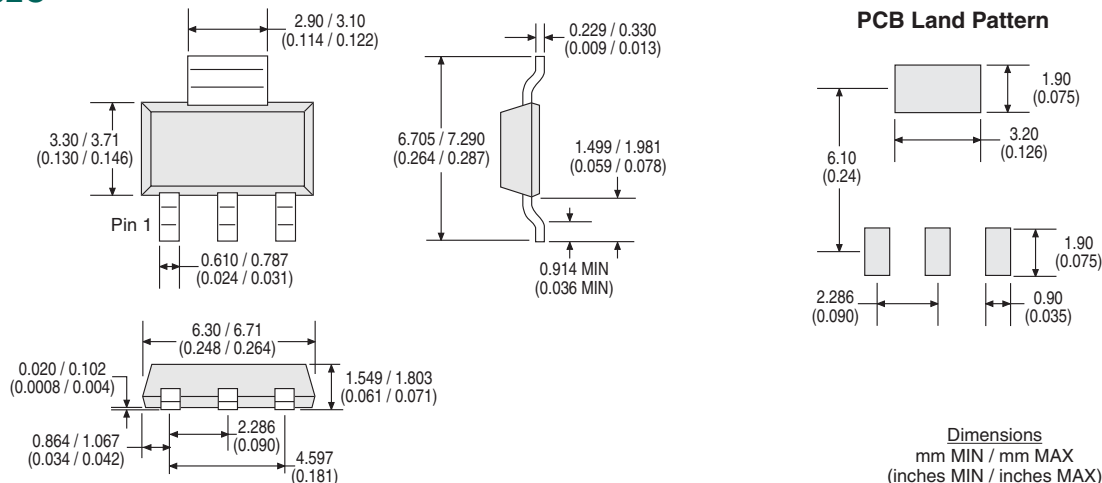 2.90 / 3.10
(0.114 / 0.122)
3.30 / 3.71
(0.130 / 0.146)
Pin 1
0.610 / 0.787
(0.024 / 0.031)
0.229 / 0.330
(0.009 / 0.013)
6.705 / 7.290
(0.264 / 0.287)
1.499 / 1.981
(0.059 / 0.078)
0.914 MIN
(0.036 MIN)
PCB Land Pattern
1.90
(0.075)
3.20
(0.126)
6.10
(0.24)
1.90
(0.075)
2.286
(0.090)
0.90
(0.035)
6.30 / 6.71
(0.248 / 0.264)
0.020 / 0.102
(0.0008 / 0.004)
1.549 / 1.803
(0.061 / 0.071)
0.864 / 1.067
(0.034 / 0.042)
2.286
(0.090)
4.597
(0.181)
Dimensions
mm MIN / mm MAX
(inches MIN / inches MAX)